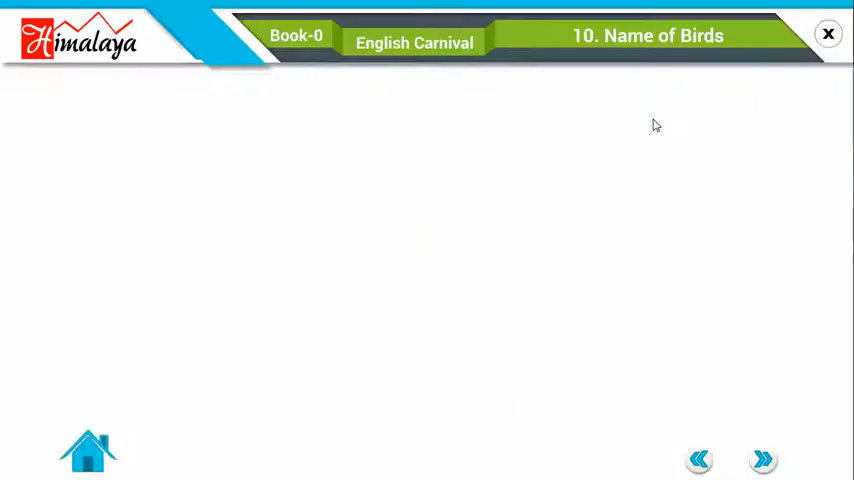 Himalaya
Book-0
English Carnival
10. Name of Birds
X